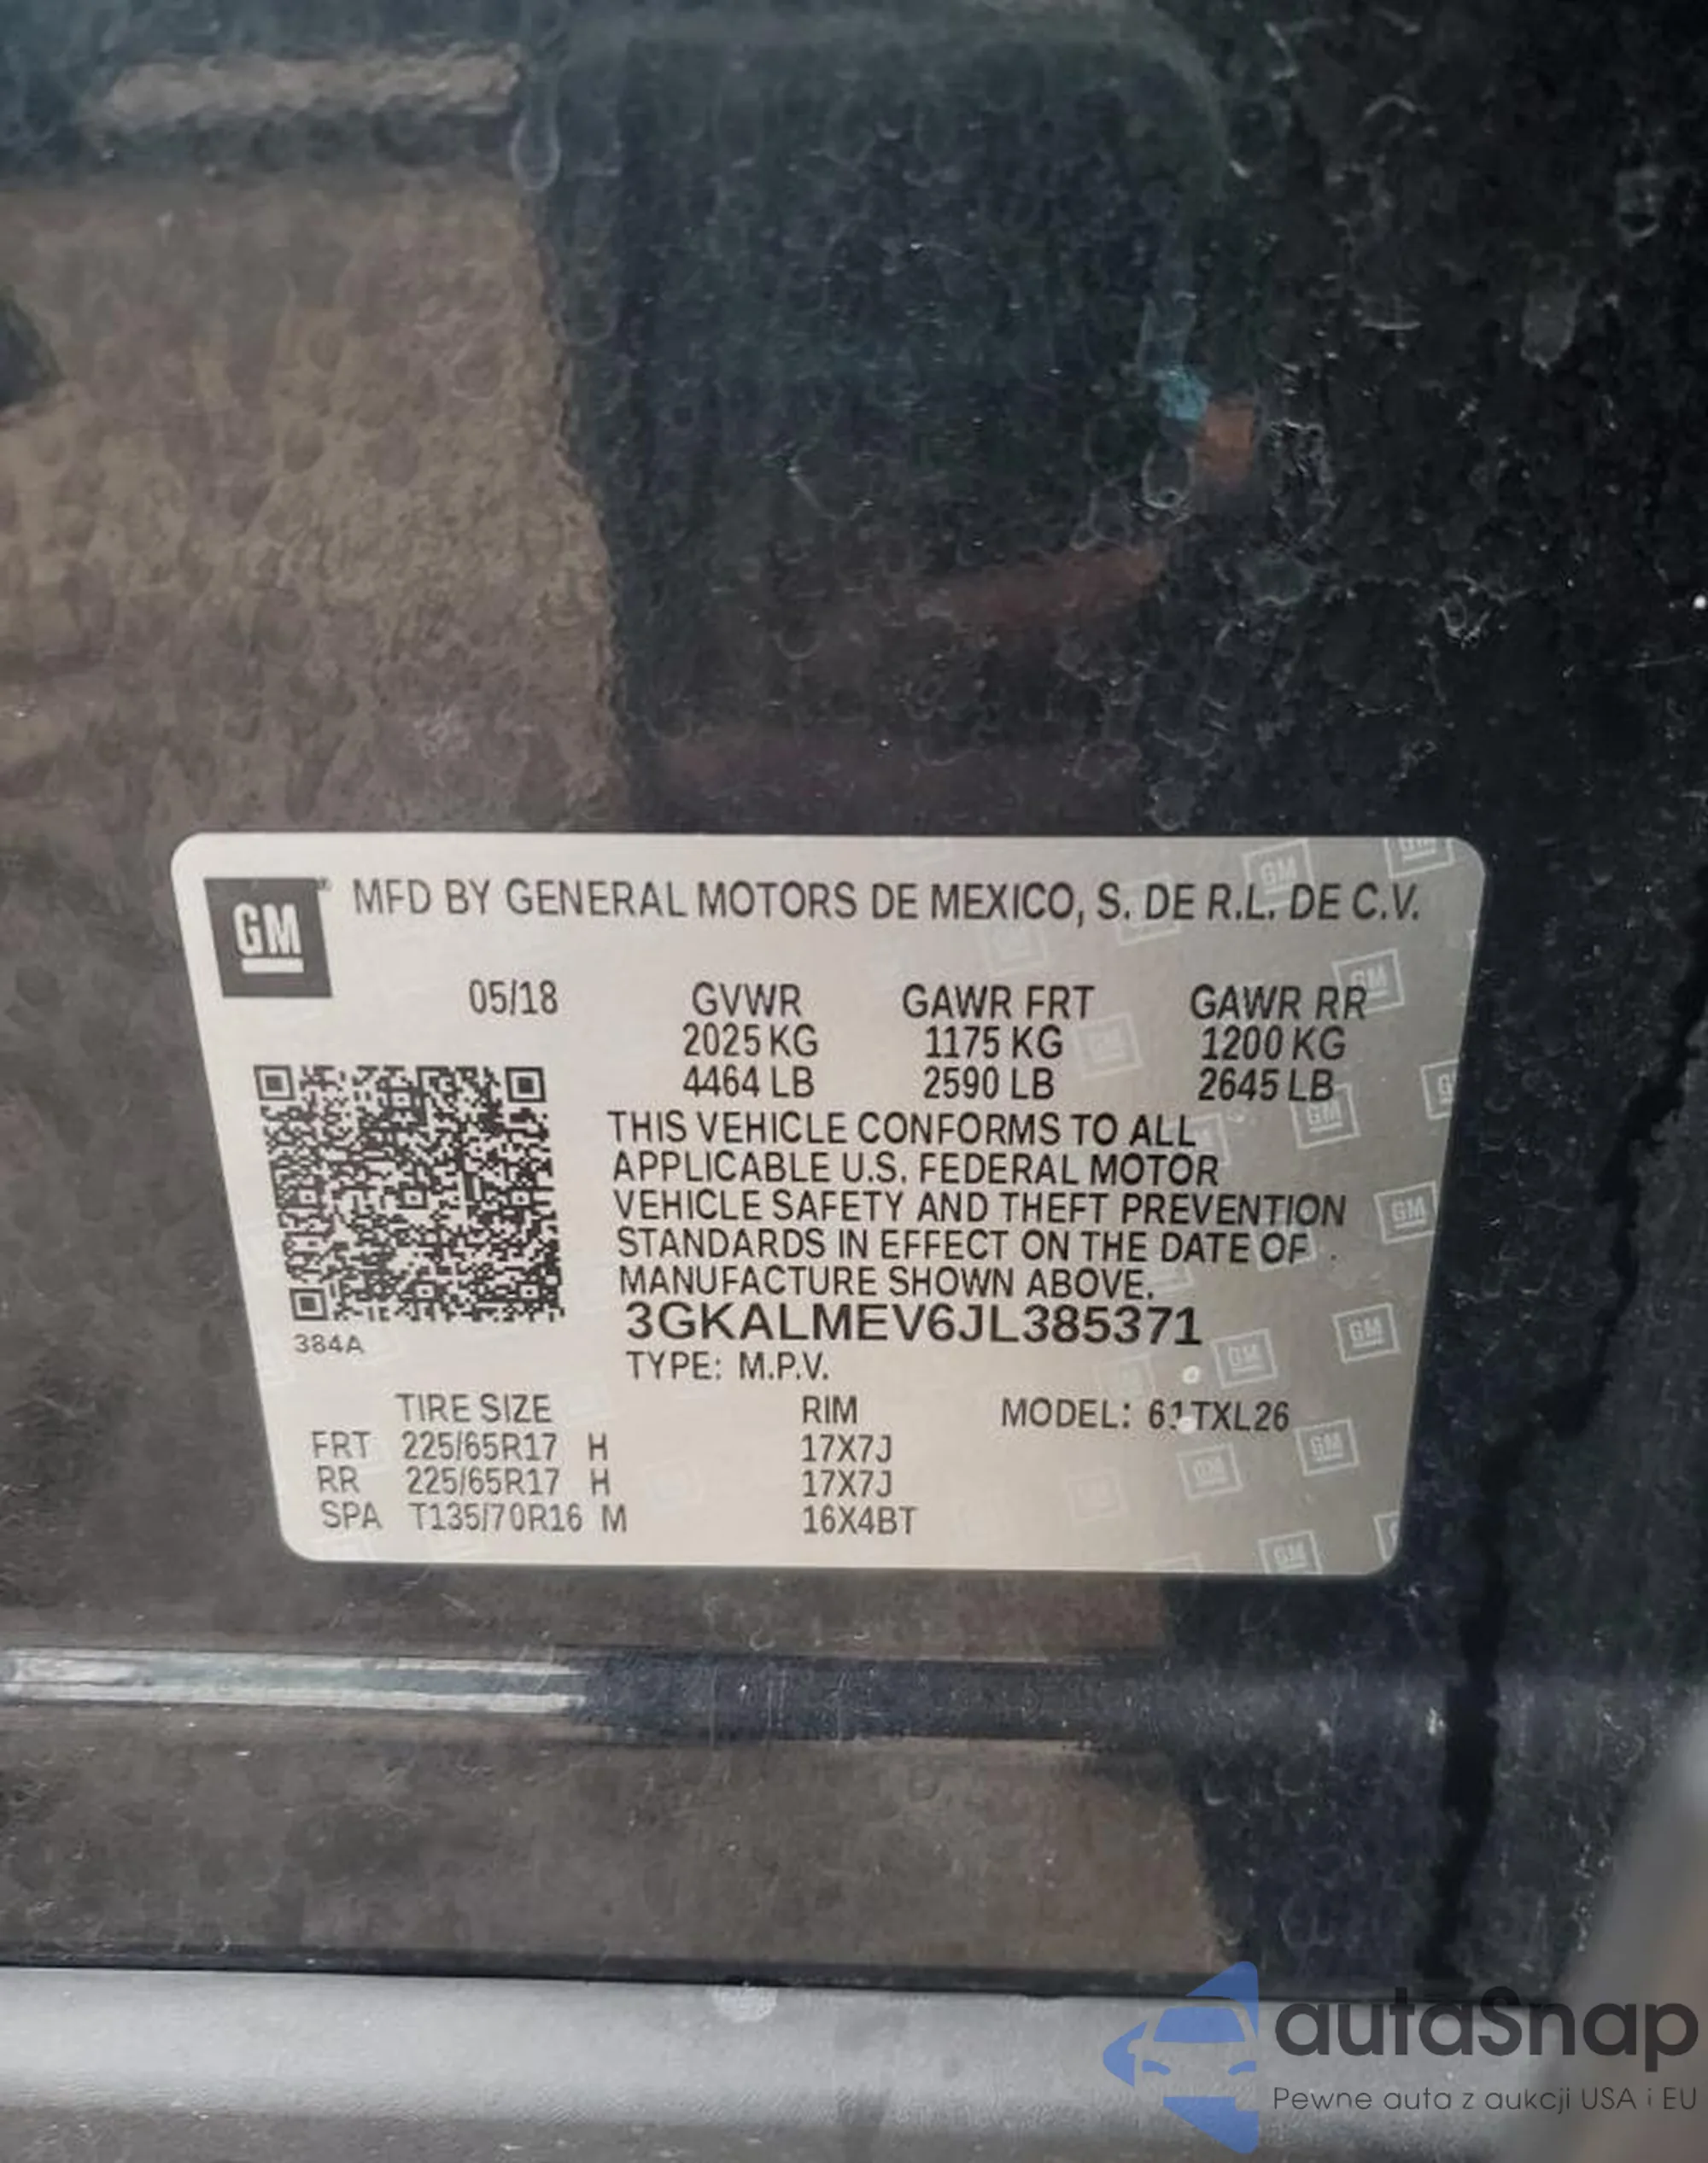 GM® MFD BY GENERAL MOTORS DE MEXICO, S. DE R.L. DE C.V.
05/18 GVWR GAWR FRT GAWR RR
2025 KG 1175 KG 1200 KG
4464 LB 2590 LB 2645 LB
THIS VEHICLE CONFORMS TO ALL
APPLICABLE U.S. FEDERAL MOTOR
VEHICLE SAFETY AND THEFT PREVENTION
STANDARDS IN EFFECT ON THE DATE OF
MANUFACTURE SHOWN ABOVE.
3GKALMEV6JL385371
384A
TYPE: M.P.V.
TIRE SIZE RIM MODEL: 61TXL26
FRT 225/65R17 H 17X7J
RR 225/65R17 H 17X7J
SPA T135/70R16 M 16X4BT
autaSnap
Pewne auta z aukcji USA i EU